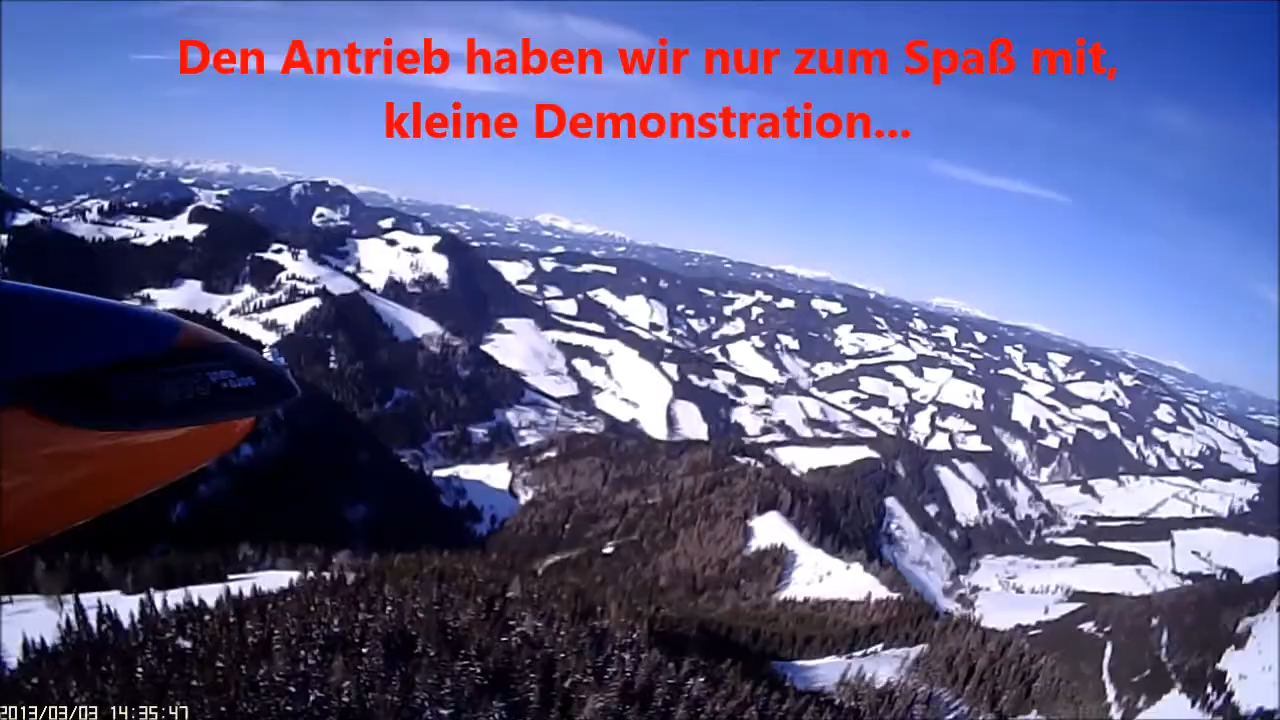 Den Antrieb haben wir nur zum Spaß mit,
kleine Demonstration...
2013/03/03 14:35:47